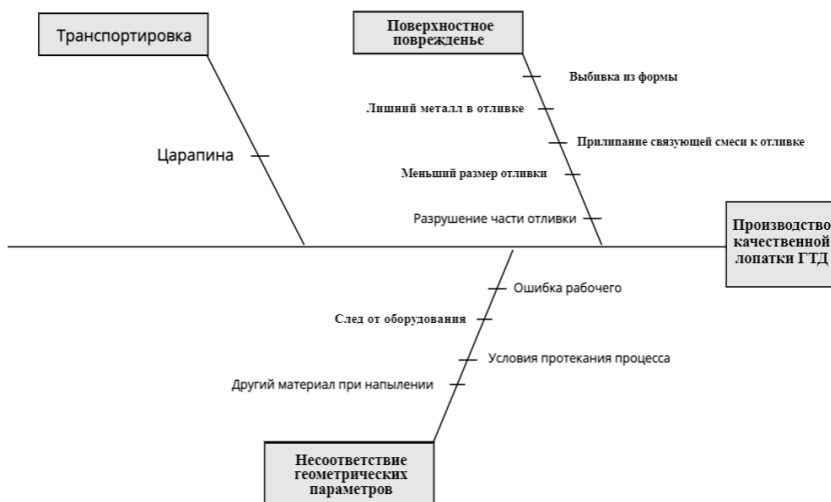 Транспортировка
Поверхностное
поврежденье
Выбивка из формы
Лишний металл в отливке
Прилипание связующей смеси к отливке
Царапина
Меньший размер отливки
Разрушение части отливки
Производство
качественной
лопатки ГТД
Ошибка рабочего
След от оборудования
Условия протекания процесса
Другий материал при напылении
Несоответствие
геометрических
параметров